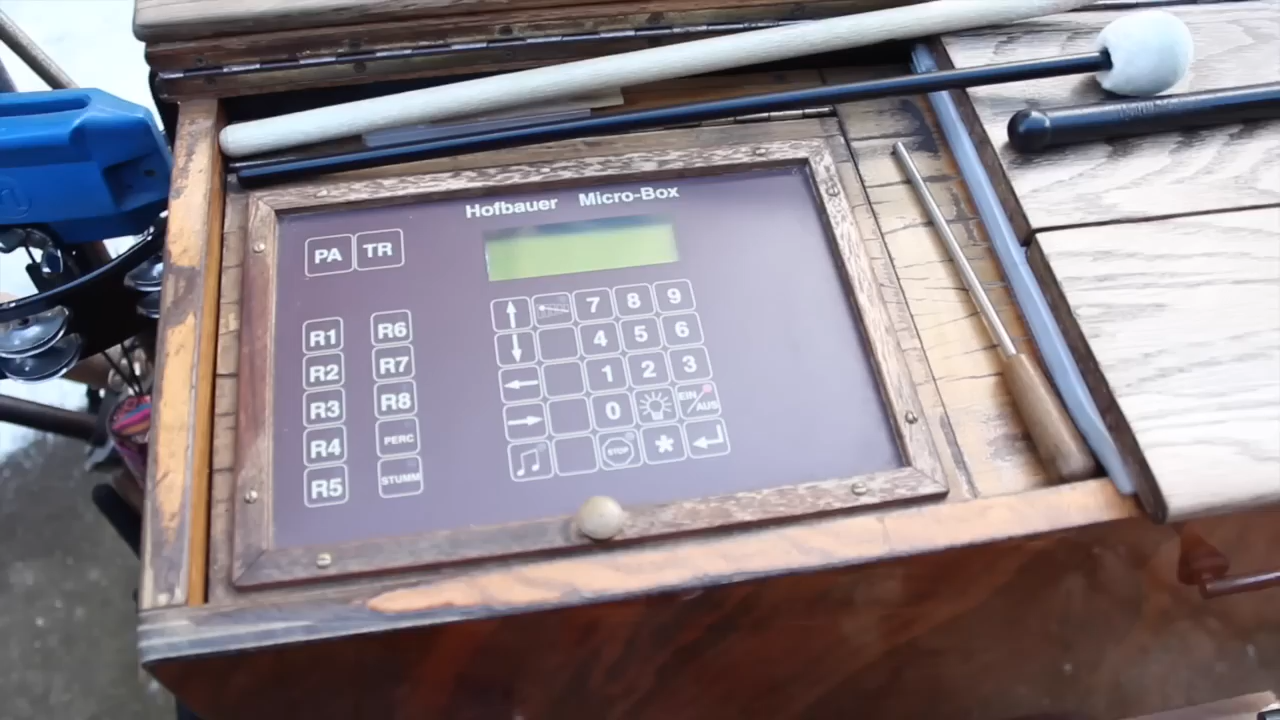 Hofbauer Micro-Box
PA TR
R1 R6
R2 R7
R3 R8
R4 PERC
R5 STUMM
7 8 9
4 5 6
1 2 3
0 EIN/AUS
STOP *